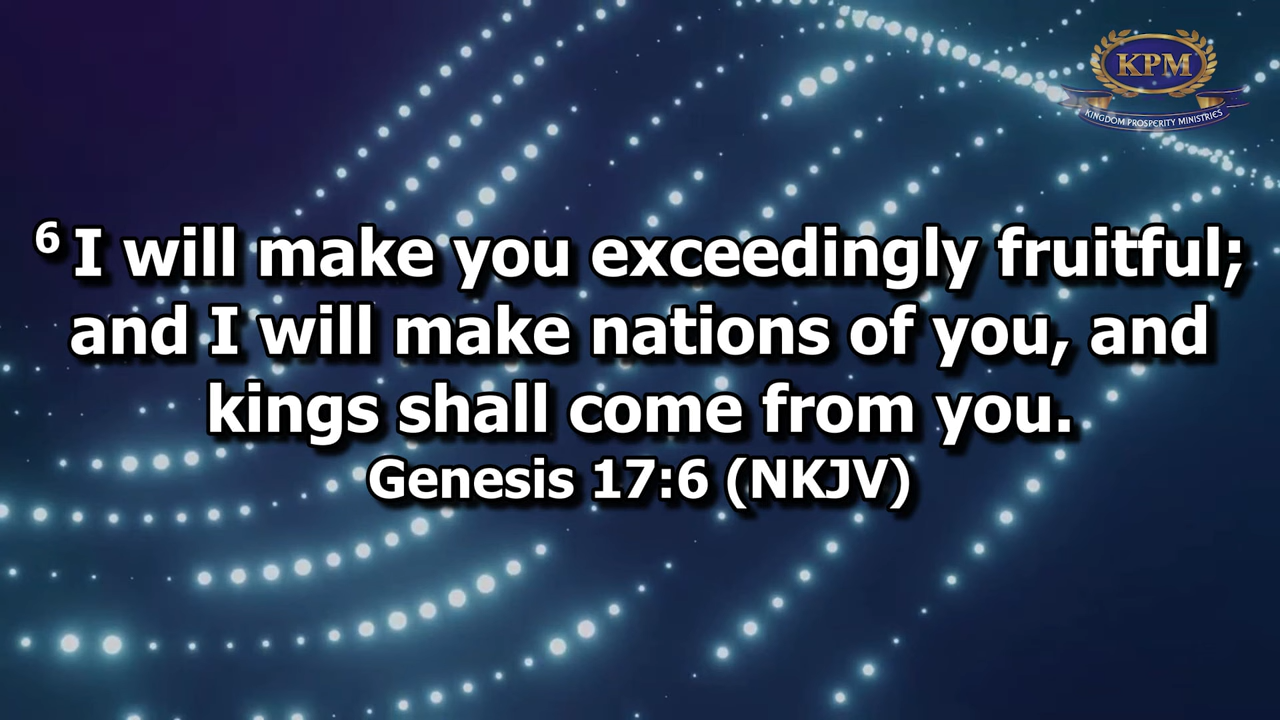 KPM
KINGDOM PROSPERITY MINISTRIES
6 I will make you exceedingly fruitful;
and I will make nations of you, and
kings shall come from you.
Genesis 17:6 (NKJV)